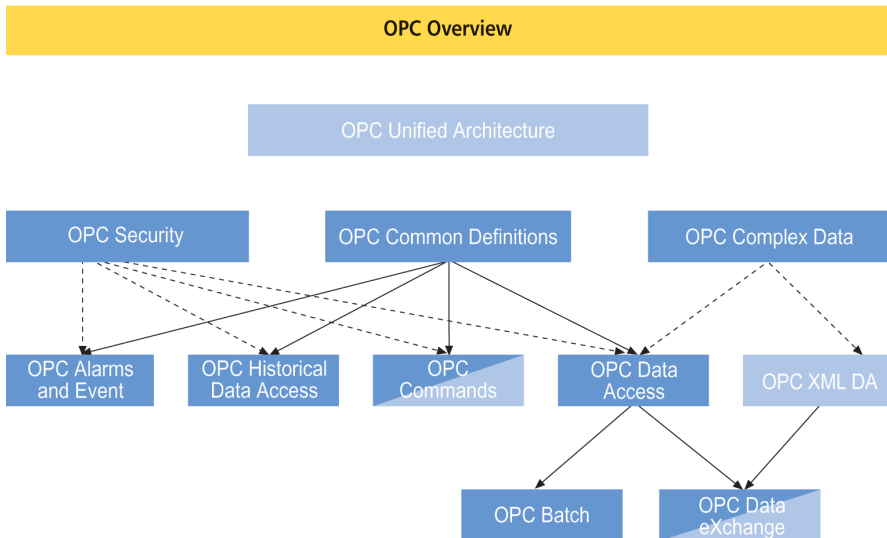 OPC Overview
OPC Unified Architecture
OPC Security
OPC Common Definitions
OPC Complex Data
OPC Alarms
and Event
OPC Historical
Data Access
OPC
Commands
OPC Data
Access
OPC XML DA
OPC Batch
OPC Data
eXchange